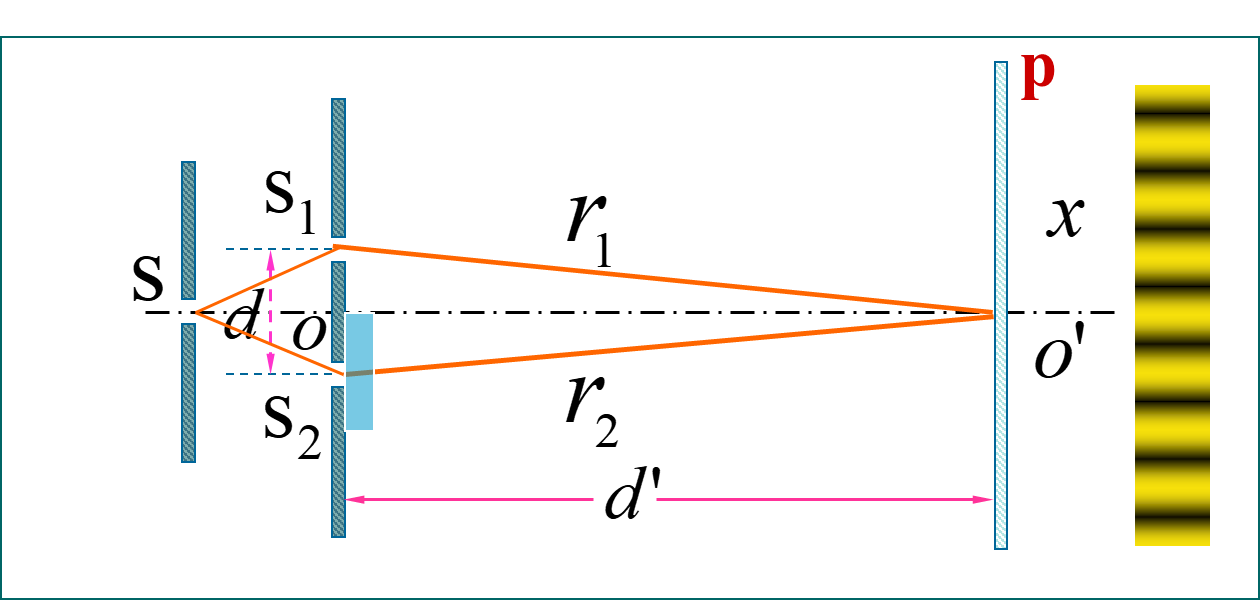 p
s₁
r₁
x
s
d
o
o'
s₂
r₂
d'